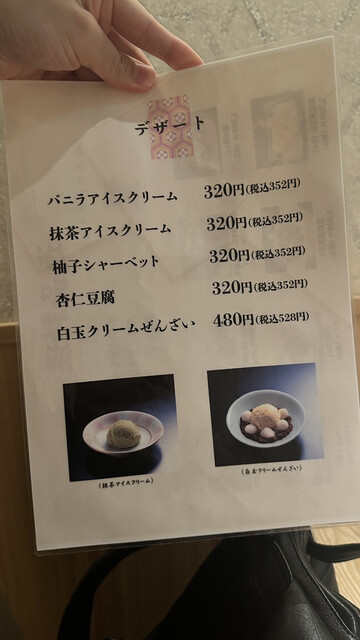 デザート
バニラアイスクリーム 320円(税込352円)
抹茶アイスクリーム 320円(税込352円)
柚子シャーベット 320円(税込352円)
杏仁豆腐 320円(税込352円)
白玉クリームぜんざい 480円(税込528円)
(抹茶アイスクリーム)
(白玉クリームぜんざい)